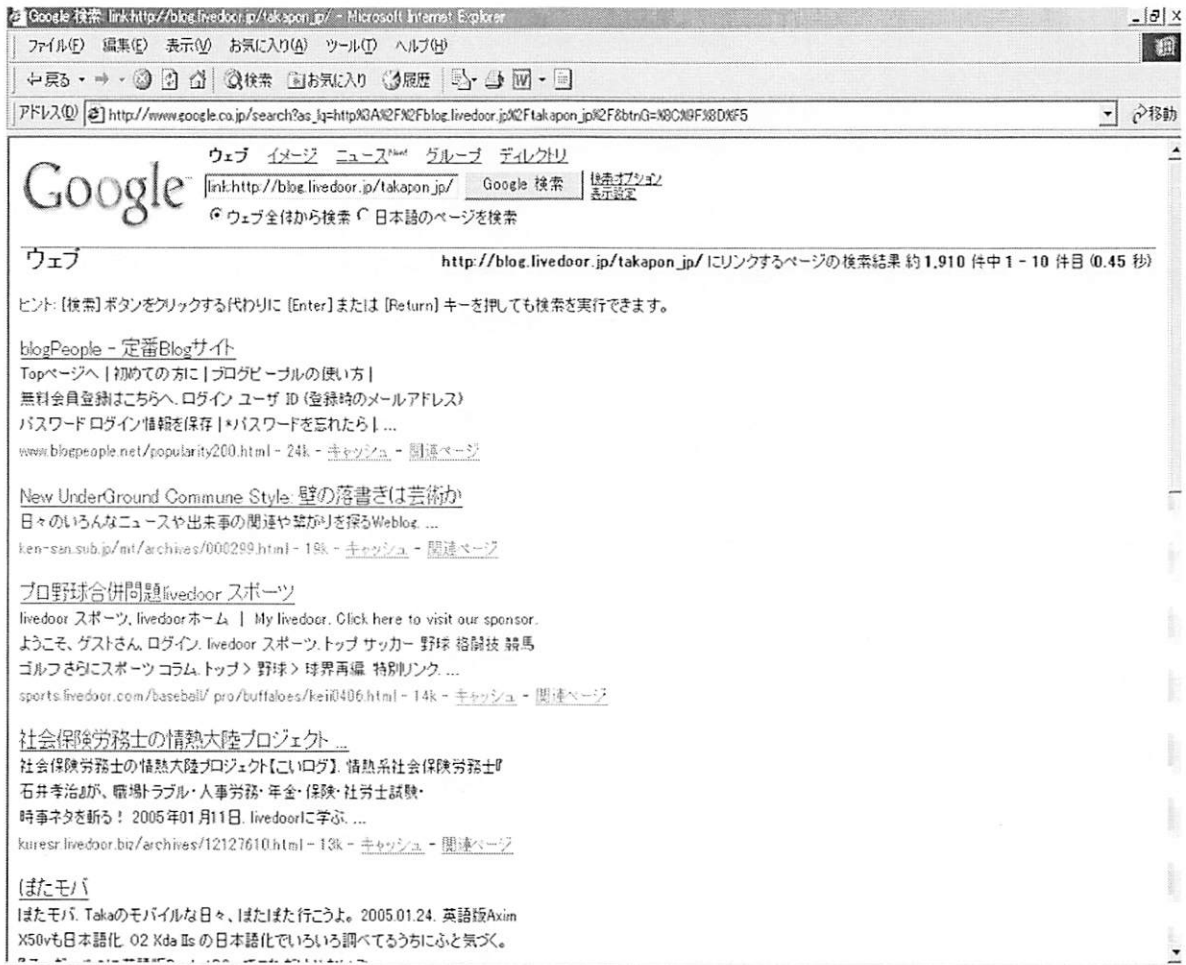 Google 検索: link:http://blog.livedoor.jp/takapon_jp/ - Microsoft Internet Explorer
ファイル(F) 編集(E) 表示(V) お気に入り(A) ツール(T) ヘルプ(H)
戻る 検索 お気に入り 履歴
アドレス(D) http://www.google.co.jp/search?as_lq=http%3A%2F%2Fblog.livedoor.jp%2Ftakapon_jp%2F&btnG=%8C%9F%8D%F5 移動
ウェブ イメージ ニュース New! グループ ディレクトリ
Google link:http://blog.livedoor.jp/takapon_jp/ Google 検索 検索オプション
表示設定
ウェブ全体から検索 日本語のページを検索
ウェブ http://blog.livedoor.jp/takapon_jp/ にリンクするページの検索結果 約 1,910 件中 1 - 10 件目 (0.45 秒)
ヒント: [検索] ボタンをクリックする代わりに [Enter] または [Return] キーを押しても検索を実行できます。
blogPeople - 定番Blogサイト
Topページへ | 初めての方に | ブログピープルの使い方 |
無料会員登録はこちらへ. ログイン ユーザ ID (登録時のメールアドレス)
パスワード ログイン情報を保存 | *パスワードを忘れたら |. ...
www.blogpeople.net/popularity200.html - 24k - キャッシュ - 関連ページ
New UnderGround Commune Style: 壁の落書きは芸術か
日々のいろんなニュースや出来事の関連や繋がりを探るWeblog. ...
ken-san.sub.jp/mt/archives/000299.html - 19k - キャッシュ - 関連ページ
プロ野球合併問題livedoor スポーツ
livedoor スポーツ, livedoorホーム | My livedoor. Click here to visit our sponsor.
ようこそ、ゲストさん, ログイン. livedoor スポーツ. トップ サッカー 野球 格闘技 競馬
ゴルフ さらにスポーツ コラム. トップ > 野球 > 球界再編 特別リンク. ...
sports.livedoor.com/baseball/ pro/buffaloes/keii0406.html - 14k - キャッシュ - 関連ページ
社会保険労務士の情熱大陸プロジェクト ...
社会保険労務士の情熱大陸プロジェクト【こいログ】. 情熱系社会保険労務士『
石井孝治』が、職場トラブル・人事労務・年金・保険・社労士試験・
時事ネタを斬る! 2005年01月11日. livedoorに学ぶ. ...
kuresr.livedoor.biz/archives/12127610.html - 13k - キャッシュ - 関連ページ
ぽたモバ
ぽたモバ. Takaのモバイルな日々、ぽたぽた行こうよ。 2005.01.24. 英語版Axim
X50vも日本語化. O2 Xda IIs の日本語化でいろいろ調べてるうちにふと気づく。